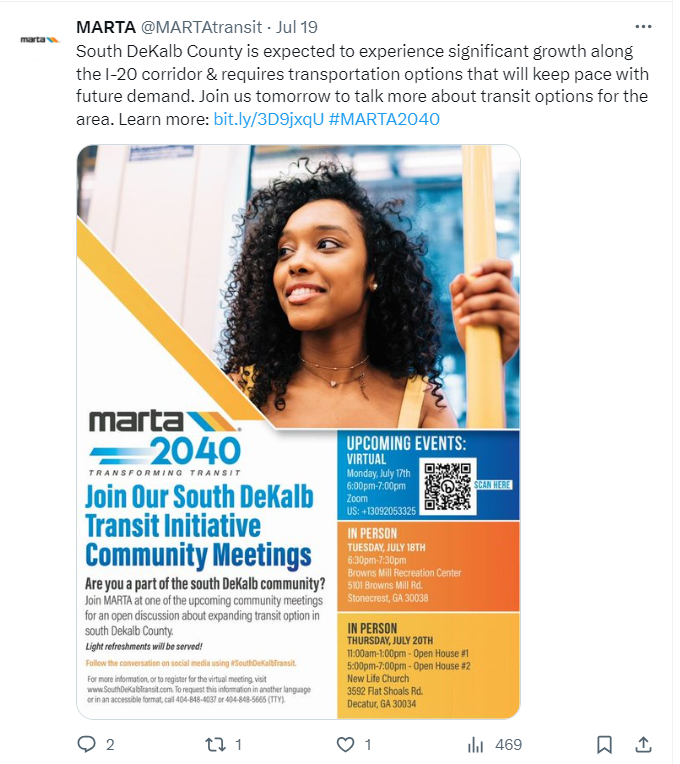 MARTA @MARTAtransit · Jul 19
marta
South DeKalb County is expected to experience significant growth along
the I-20 corridor & requires transportation options that will keep pace with
future demand. Join us tomorrow to talk more about transit options for the
area. Learn more: bit.ly/3D9jxqU #MARTA2040
marta
2040
TRANSFORMING TRANSIT
Join Our South DeKalb
Transit Initiative
Community Meetings
Are you a part of the south DeKalb community?
Join MARTA at one of the upcoming community meetings
for an open discussion about expanding transit option in
south Dekalb County.
Light refreshments will be served!
Follow the conversation on social media using #SouthDeKalbTransit.
For more information, or to register for the virtual meeting, visit
www.SouthDeKalbTransit.com. To request this information in another language
or in an accessible format, call 404-848-4037 or 404-848-5665 (TTY).
UPCOMING EVENTS:
VIRTUAL
Monday, July 17th
6:00pm-7:00pm
Zoom
US: +13092053325
SCAN HERE
IN PERSON
TUESDAY, JULY 18TH
6:30pm-7:30pm
Browns Mill Recreation Center
5101 Browns Mill Rd.
Stonecrest, GA 30038
IN PERSON
THURSDAY, JULY 20TH
11:00am-1:00pm - Open House #1
5:00pm-7:00pm - Open House #2
New Life Church
3592 Flat Shoals Rd.
Decatur, GA 30034
2 1 1 469